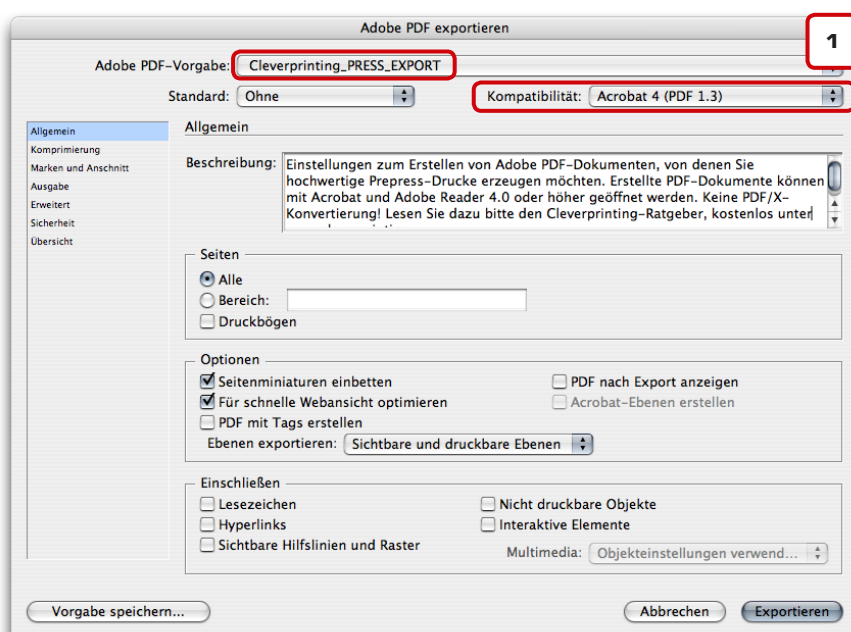 Adobe PDF exportieren
1
Adobe PDF-Vorgabe: Cleverprinting_PRESS_EXPORT
Standard: Ohne
Kompatibilität: Acrobat 4 (PDF 1.3)
Allgemein
Komprimierung
Marken und Anschnitt
Ausgabe
Erweitert
Sicherheit
Übersicht
Allgemein
Beschreibung: Einstellungen zum Erstellen von Adobe PDF-Dokumenten, von denen Sie
hochwertige Prepress-Drucke erzeugen möchten. Erstellte PDF-Dokumente können
mit Acrobat und Adobe Reader 4.0 oder höher geöffnet werden. Keine PDF/X-
Konvertierung! Lesen Sie dazu bitte den Cleverprinting-Ratgeber, kostenlos unter
Seiten
Alle
Bereich:
Druckbögen
Optionen
Seitenminiaturen einbetten
Für schnelle Webansicht optimieren
PDF mit Tags erstellen
PDF nach Export anzeigen
Acrobat-Ebenen erstellen
Ebenen exportieren: Sichtbare und druckbare Ebenen
Einschließen
Lesezeichen
Hyperlinks
Sichtbare Hilfslinien und Raster
Nicht druckbare Objekte
Interaktive Elemente
Multimedia: Objekteinstellungen verwend...
Vorgabe speichern...
Abbrechen
Exportieren